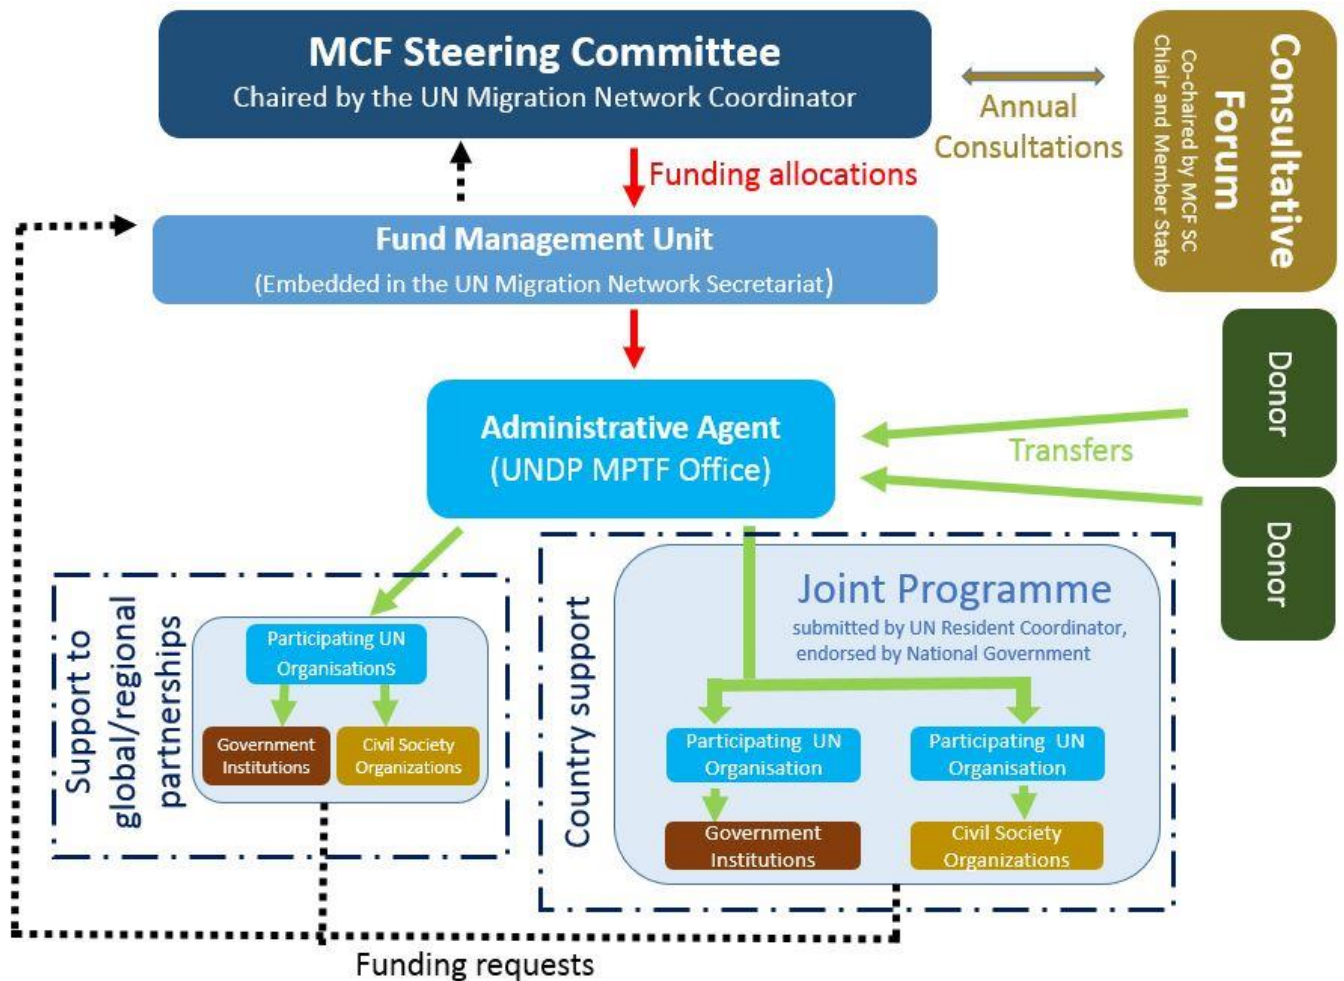 MCF Steering Committee
Chaired by the UN Migration Network Coordinator
Annual
Consultations
Consultative
Forum
Co-chaired by MCF SC
Chiair and Member State
Funding allocations
Fund Management Unit
(Embedded in the UN Migration Network Secretariat)
Administrative Agent
(UNDP MPTF Office)
Transfers
Donor
Donor
Support to
global/regional
partnerships
Participating UN
Organisations
Government
Institutions
Civil Society
Organizations
Country support
Joint Programme
submitted by UN Resident Coordinator,
endorsed by National Government
Participating UN
Organisation
Participating UN
Organisation
Government
Institutions
Civil Society
Organizations
Funding requests